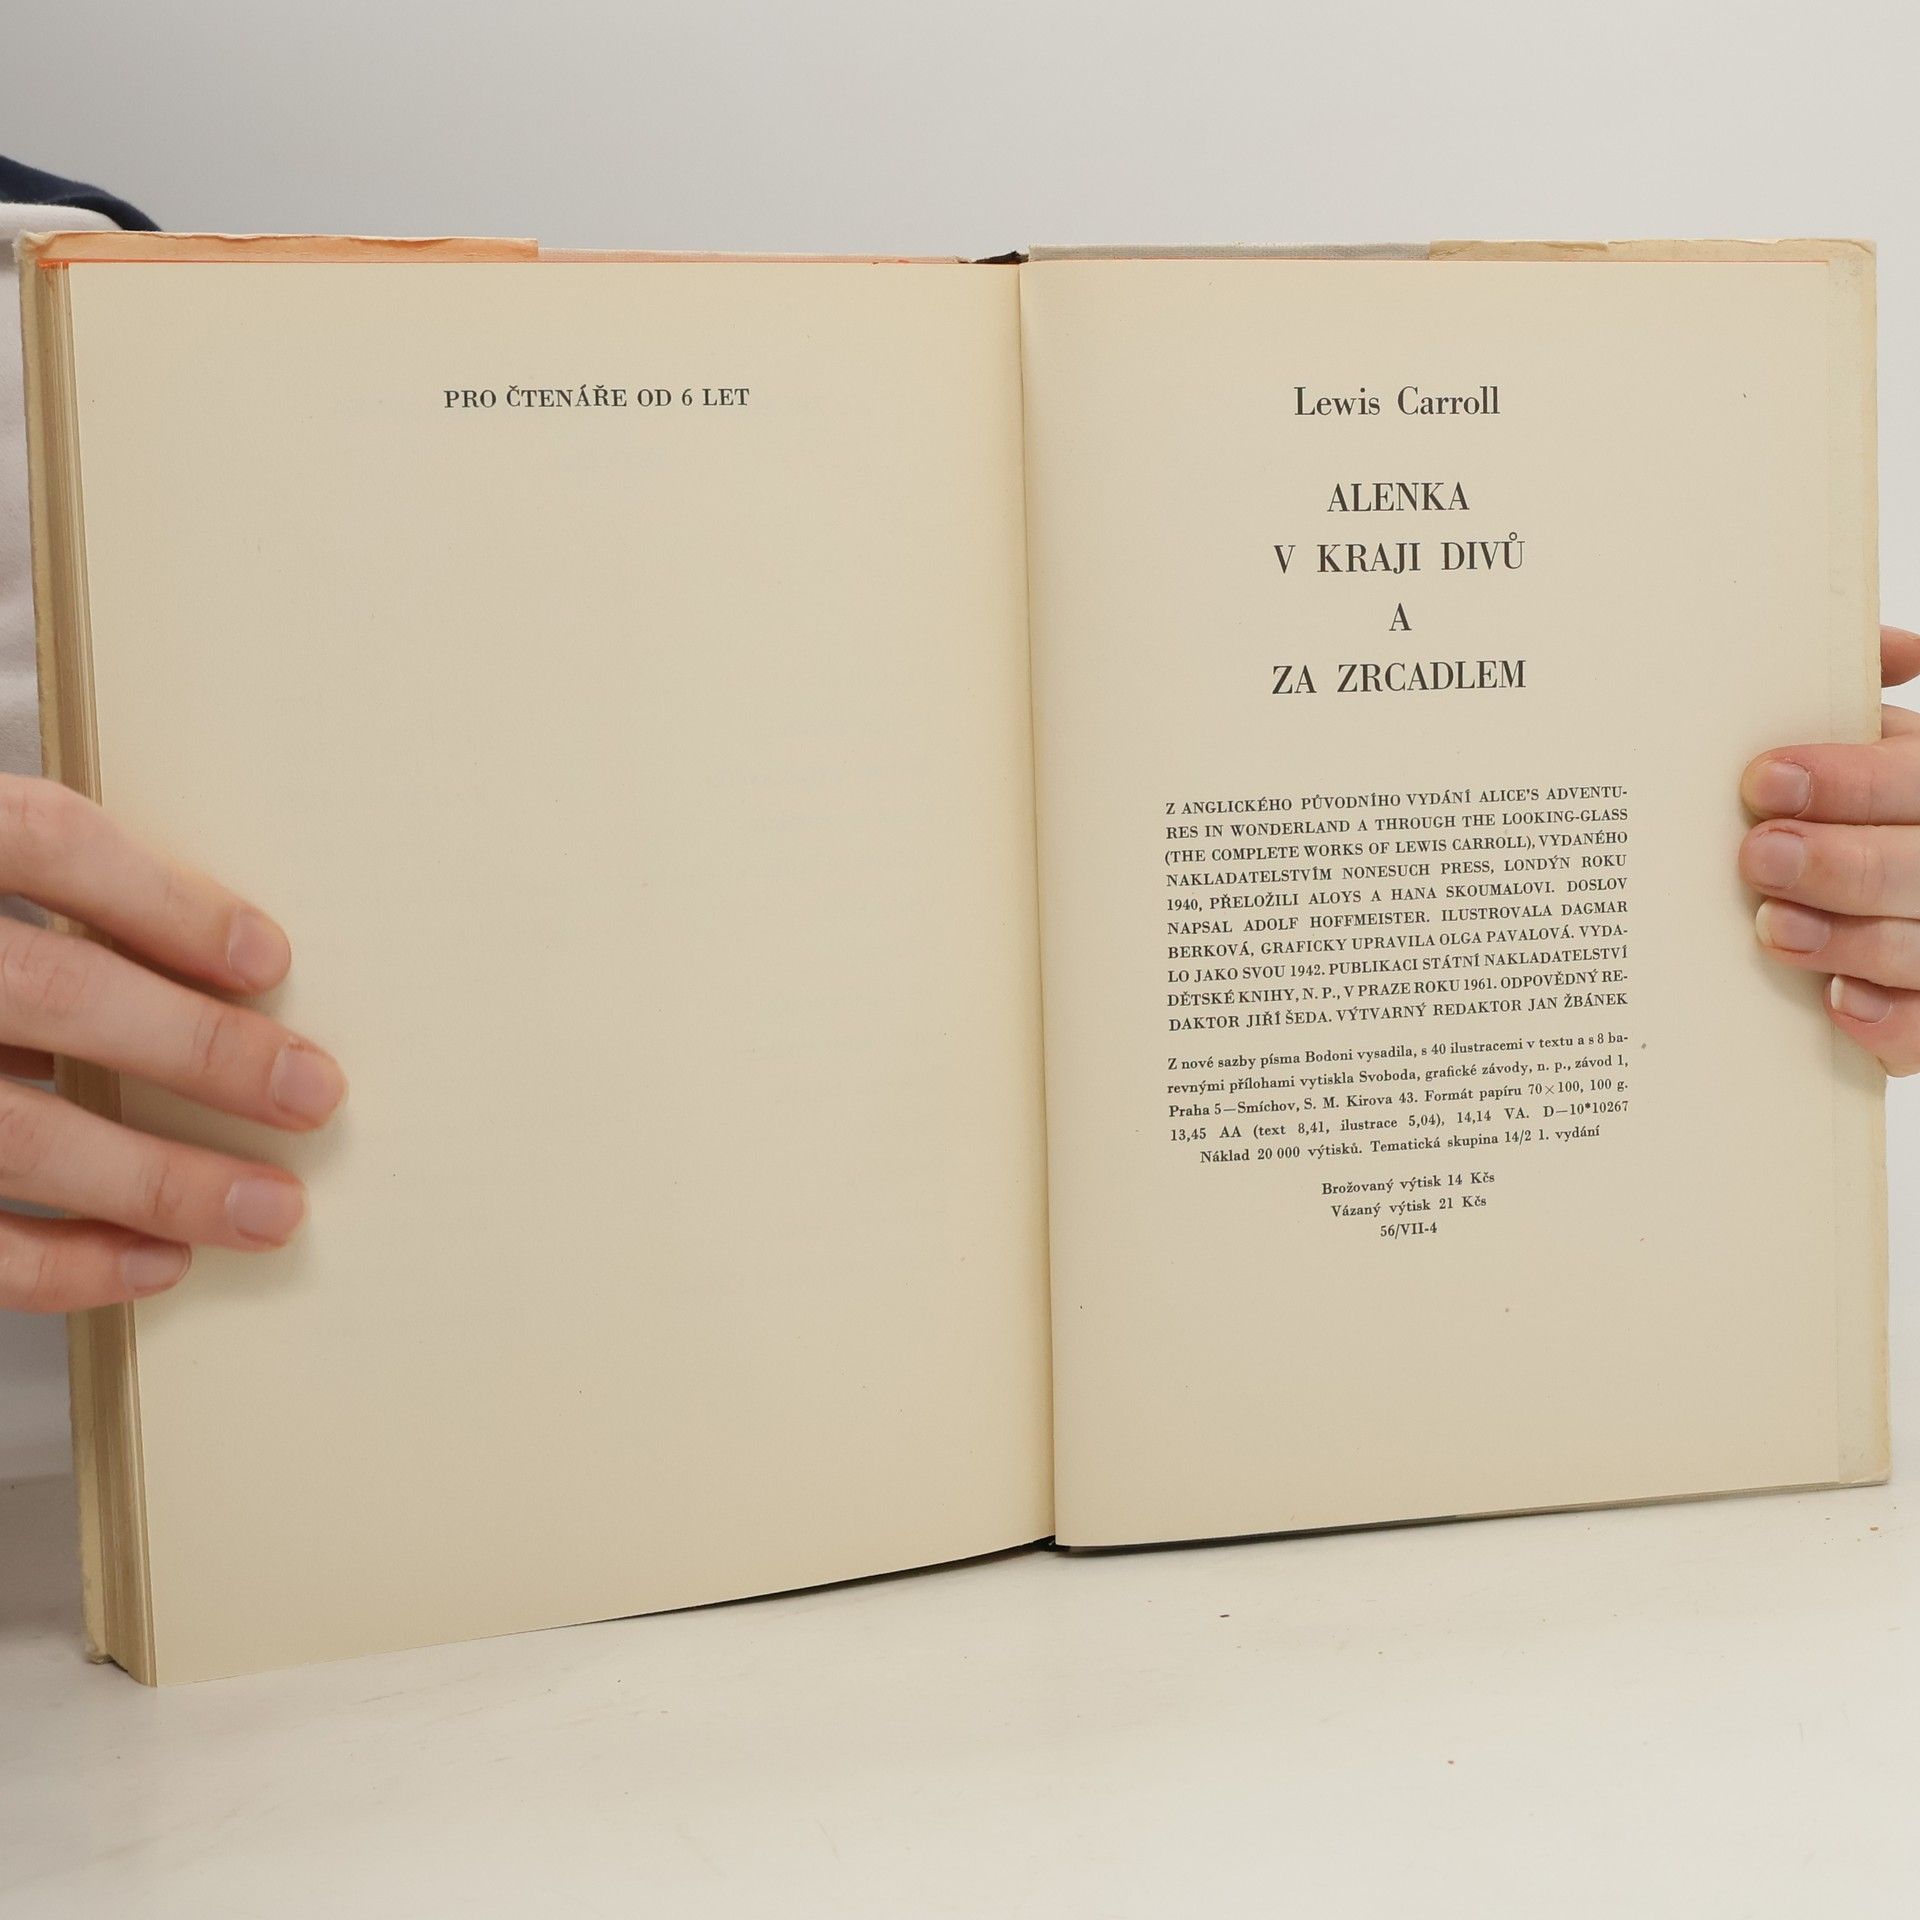 PRO ČTENÁŘE OD 6 LET
Lewis Carroll
ALENKA
V KRAJI DIVŮ
A
ZA ZRCADLEM
Z ANGLICKÉHO PŮVODNÍHO VYDÁNÍ ALICE'S ADVENTU-
RES IN WONDERLAND A THROUGH THE LOOKING-GLASS
(THE COMPLETE WORKS OF LEWIS CARROLL), VYDANÉHO
NAKLADATELSTVÍM NONESUCH PRESS, LONDÝN ROKU
1940, PŘELOŽILI ALOYS A HANA SKOUMALOVI. DOSLOV
NAPSAL ADOLF HOFFMEISTER. ILUSTROVALA DAGMAR
BERKOVÁ, GRAFICKY UPRAVILA OLGA PAVALOVÁ. VYDA-
LO JAKO SVOU 1942. PUBLIKACI STÁTNÍ NAKLADATELSTVÍ
DĚTSKÉ KNIHY, N. P., V PRAZE ROKU 1961. ODPOVĚDNÝ RE-
DAKTOR JIŘÍ ŠEDA. VÝTVARNÝ REDAKTOR JAN ŽBÁNEK
Z nové sazby písma Bodoni vysadila, s 40 ilustracemi v textu a s 8 ba-
revnými přílohami vytiskla Svoboda, grafické závody, n. p., závod 1,
Praha 5—Smíchov, S. M. Kirova 43. Formát papíru 70×100, 100 g.
13,45 AA (text 8,41, ilustrace 5,04), 14,14 VA. D—10*10267
Náklad 20 000 výtisků. Tematická skupina 14/2 1. vydání
Brožovaný výtisk 14 Kčs
Vázaný výtisk 21 Kčs
56/VII-4